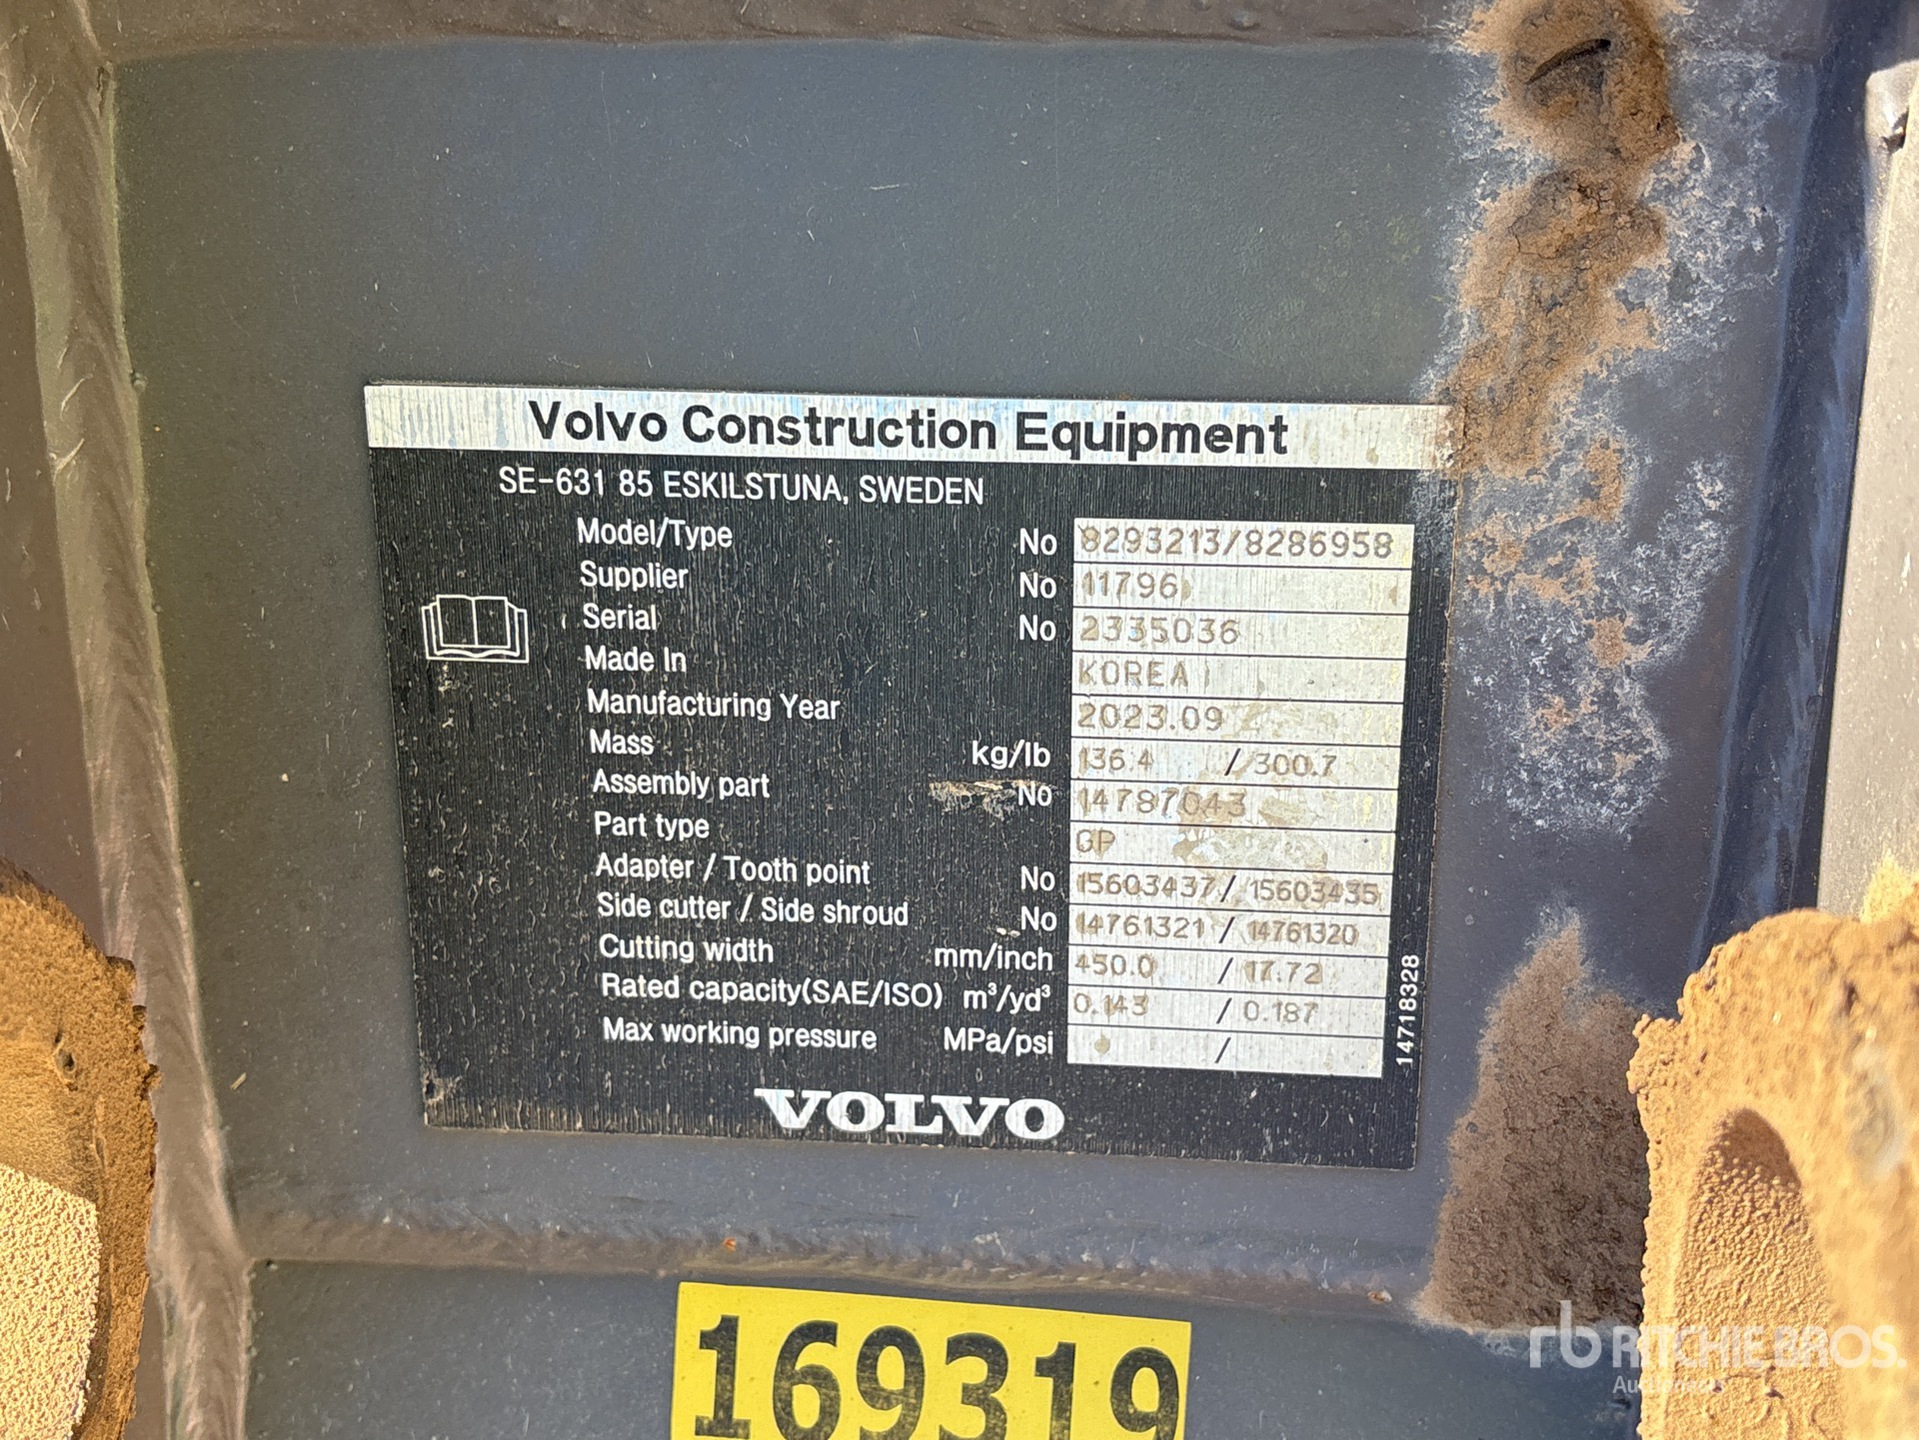 Volvo Construction Equipment
SE-631 85 ESKILSTUNA, SWEDEN
Model/Type No 8293213/8286958
Supplier No 11796
Serial No 2335036
Made In KOREA
Manufacturing Year 2023.09
Mass kg/lb 136.4 / 300.7
Assembly part No 14787043
Part type GP
Adapter / Tooth point No 15603437 / 15603435
Side cutter / Side shroud No 14761321 / 14761320
Cutting width mm/inch 450.0 / 17.72
Rated capacity(SAE/ISO) m³/yd³ 0.143 / 0.187
Max working pressure MPa/psi /
14718328
VOLVO
169319
rb RITCHIE BROS.
Auctioneers